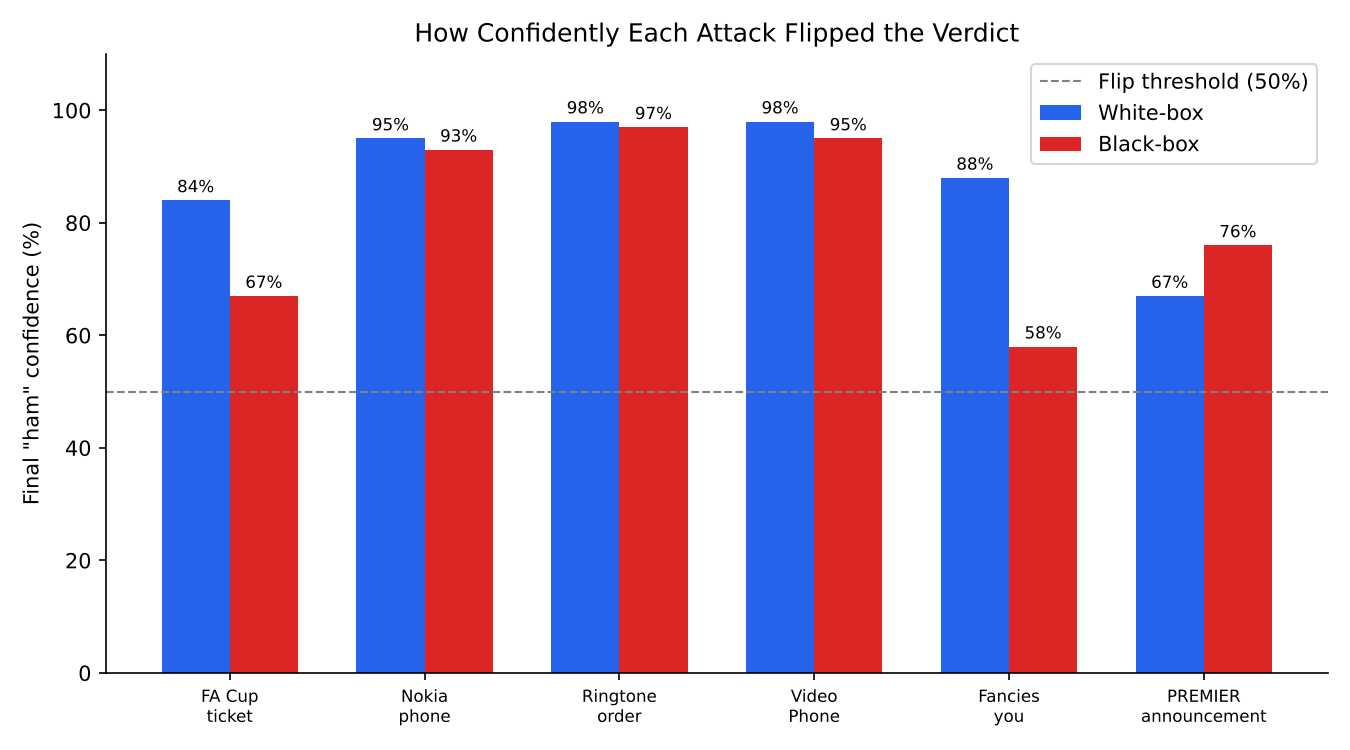 How Confidently Each Attack Flipped the Verdict
Flip threshold (50%)
White-box
Black-box
Final "ham" confidence (%)
100
80
60
40
20
0
84%
67%
95%
93%
98%
97%
98%
95%
88%
58%
67%
76%
FA Cup
ticket
Nokia
phone
Ringtone
order
Video
Phone
Fancies
you
PREMIER
announcement